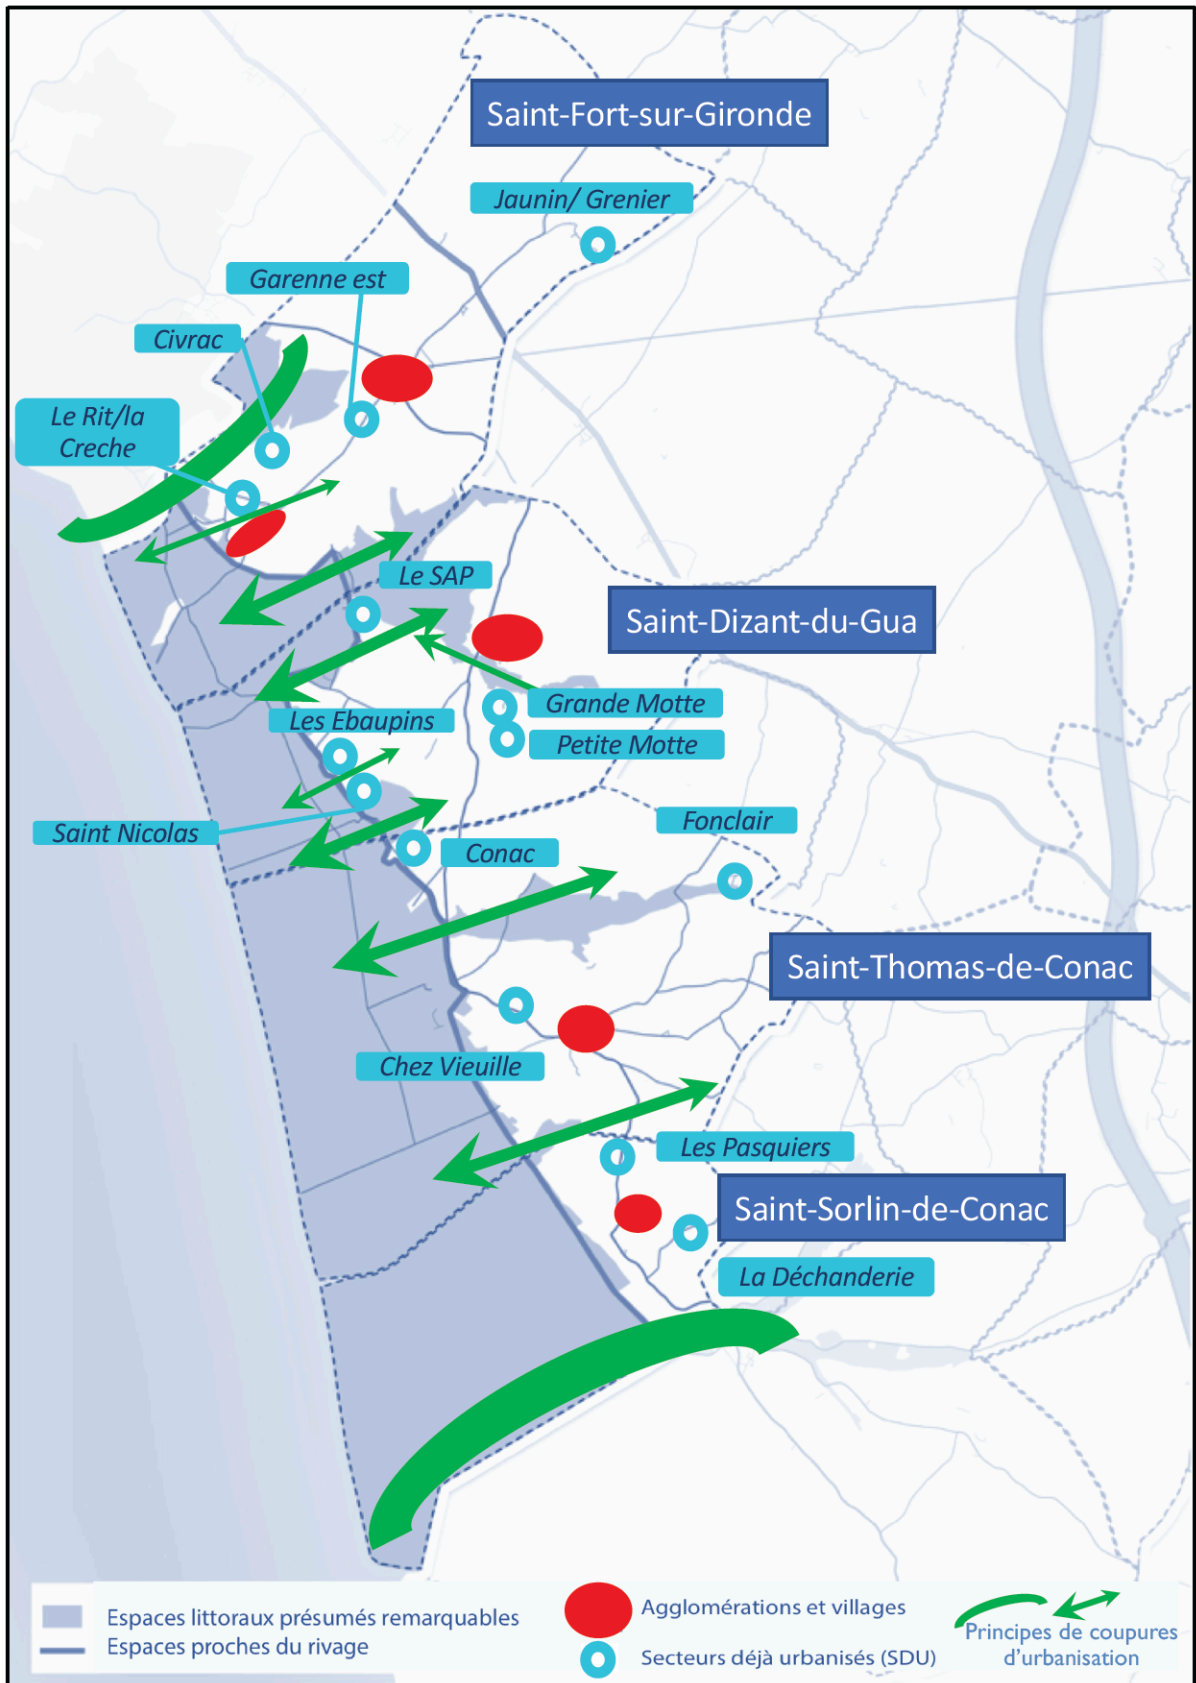 Saint-Fort-sur-Gironde
Jaunin/ Grenier
Garenne est
Civrac
Le Rit/la
Creche
Le SAP
Saint-Dizant-du-Gua
Grande Motte
Les Ebaupins
Petite Motte
Saint Nicolas
Fonclair
Conac
Saint-Thomas-de-Conac
Chez Vieuille
Les Pasquiers
Saint-Sorlin-de-Conac
La Déchanderie
Espaces littoraux présumés remarquables
Espaces proches du rivage
Agglomérations et villages
Secteurs déjà urbanisés (SDU)
Principes de coupures
d'urbanisation